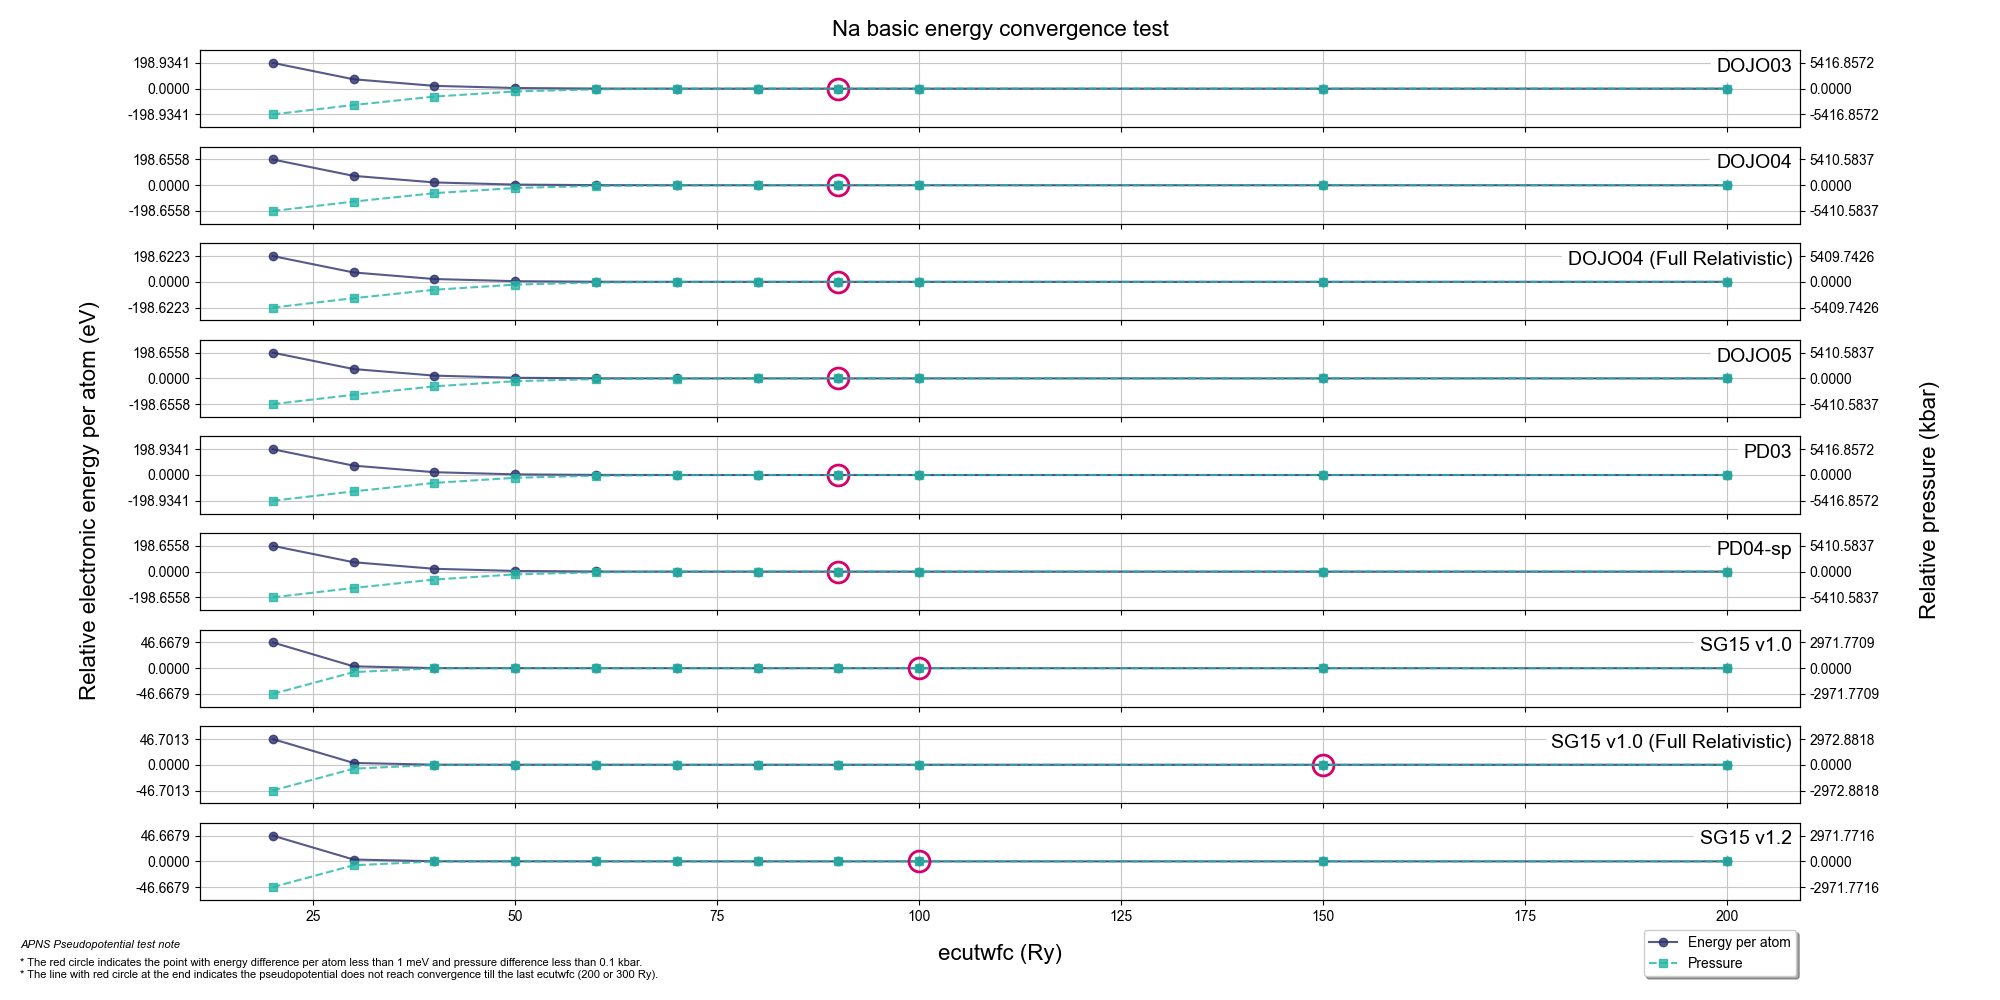 Na basic energy convergence test
198.9341
0.0000
-198.9341
DOJO03
5416.8572
0.0000
-5416.8572
198.6558
0.0000
-198.6558
DOJO04
5410.5837
0.0000
-5410.5837
198.6223
0.0000
-198.6223
DOJO04 (Full Relativistic)
5409.7426
0.0000
-5409.7426
198.6558
0.0000
-198.6558
DOJO05
5410.5837
0.0000
-5410.5837
198.9341
0.0000
-198.9341
PD03
5416.8572
0.0000
-5416.8572
198.6558
0.0000
-198.6558
PD04-sp
5410.5837
0.0000
-5410.5837
46.6679
0.0000
-46.6679
SG15 v1.0
2971.7709
0.0000
-2971.7709
46.7013
0.0000
-46.7013
SG15 v1.0 (Full Relativistic)
2972.8818
0.0000
-2972.8818
46.6679
0.0000
-46.6679
SG15 v1.2
2971.7716
0.0000
-2971.7716
Relative electronic energy per atom (eV)
Relative pressure (kbar)
25 50 75 100 125 150 175 200
ecutwfc (Ry)
Energy per atom
Pressure
APNS Pseudopotential test note
* The red circle indicates the point with energy difference per atom less than 1 meV and pressure difference less than 0.1 kbar.
* The line with red circle at the end indicates the pseudopotential does not reach convergence till the last ecutwfc (200 or 300 Ry).